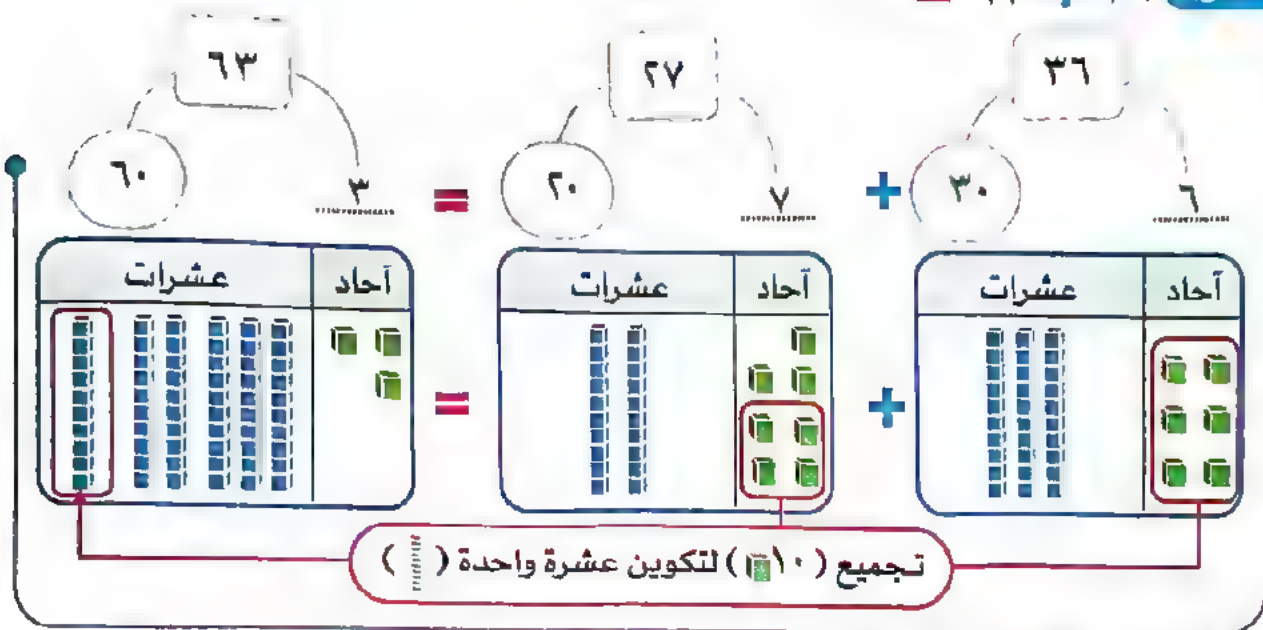 ٣٦ ٢٧ ٦٣
٦ ٣٠ + ٧ ٢٠ = ٣ ٦٠
آحاد عشرات آحاد عشرات آحاد عشرات
+ =
تجميع (١٠) لتكوين عشرة واحدة ( )